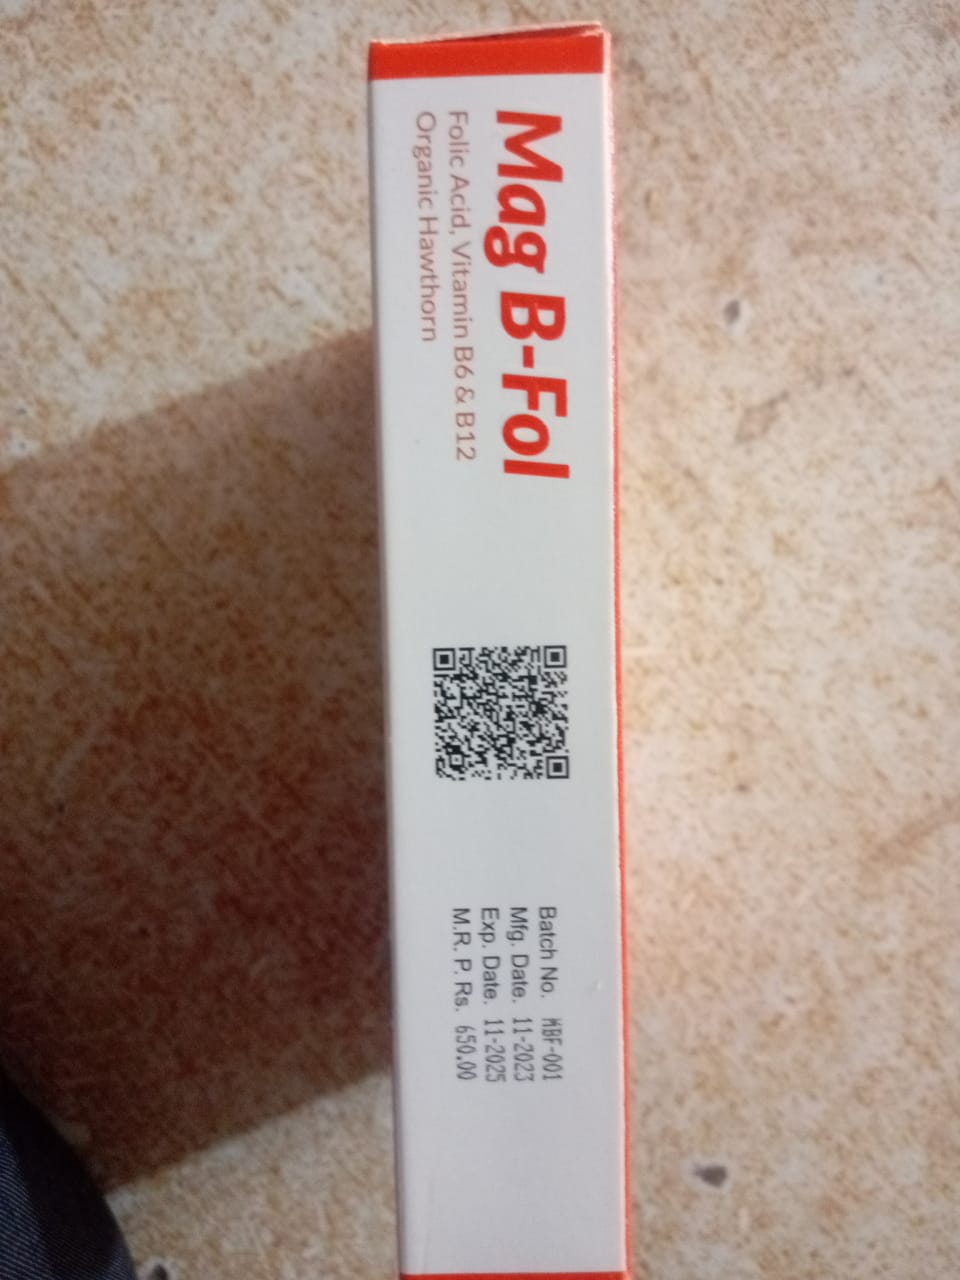 Mag B-Fol
Folic Acid, Vitamin B6 & B12
Organic Hawthorn
Batch No. MBF-001
Mfg. Date. 11-2023
Exp. Date. 11-2025
M.R. P. Rs. 650.00